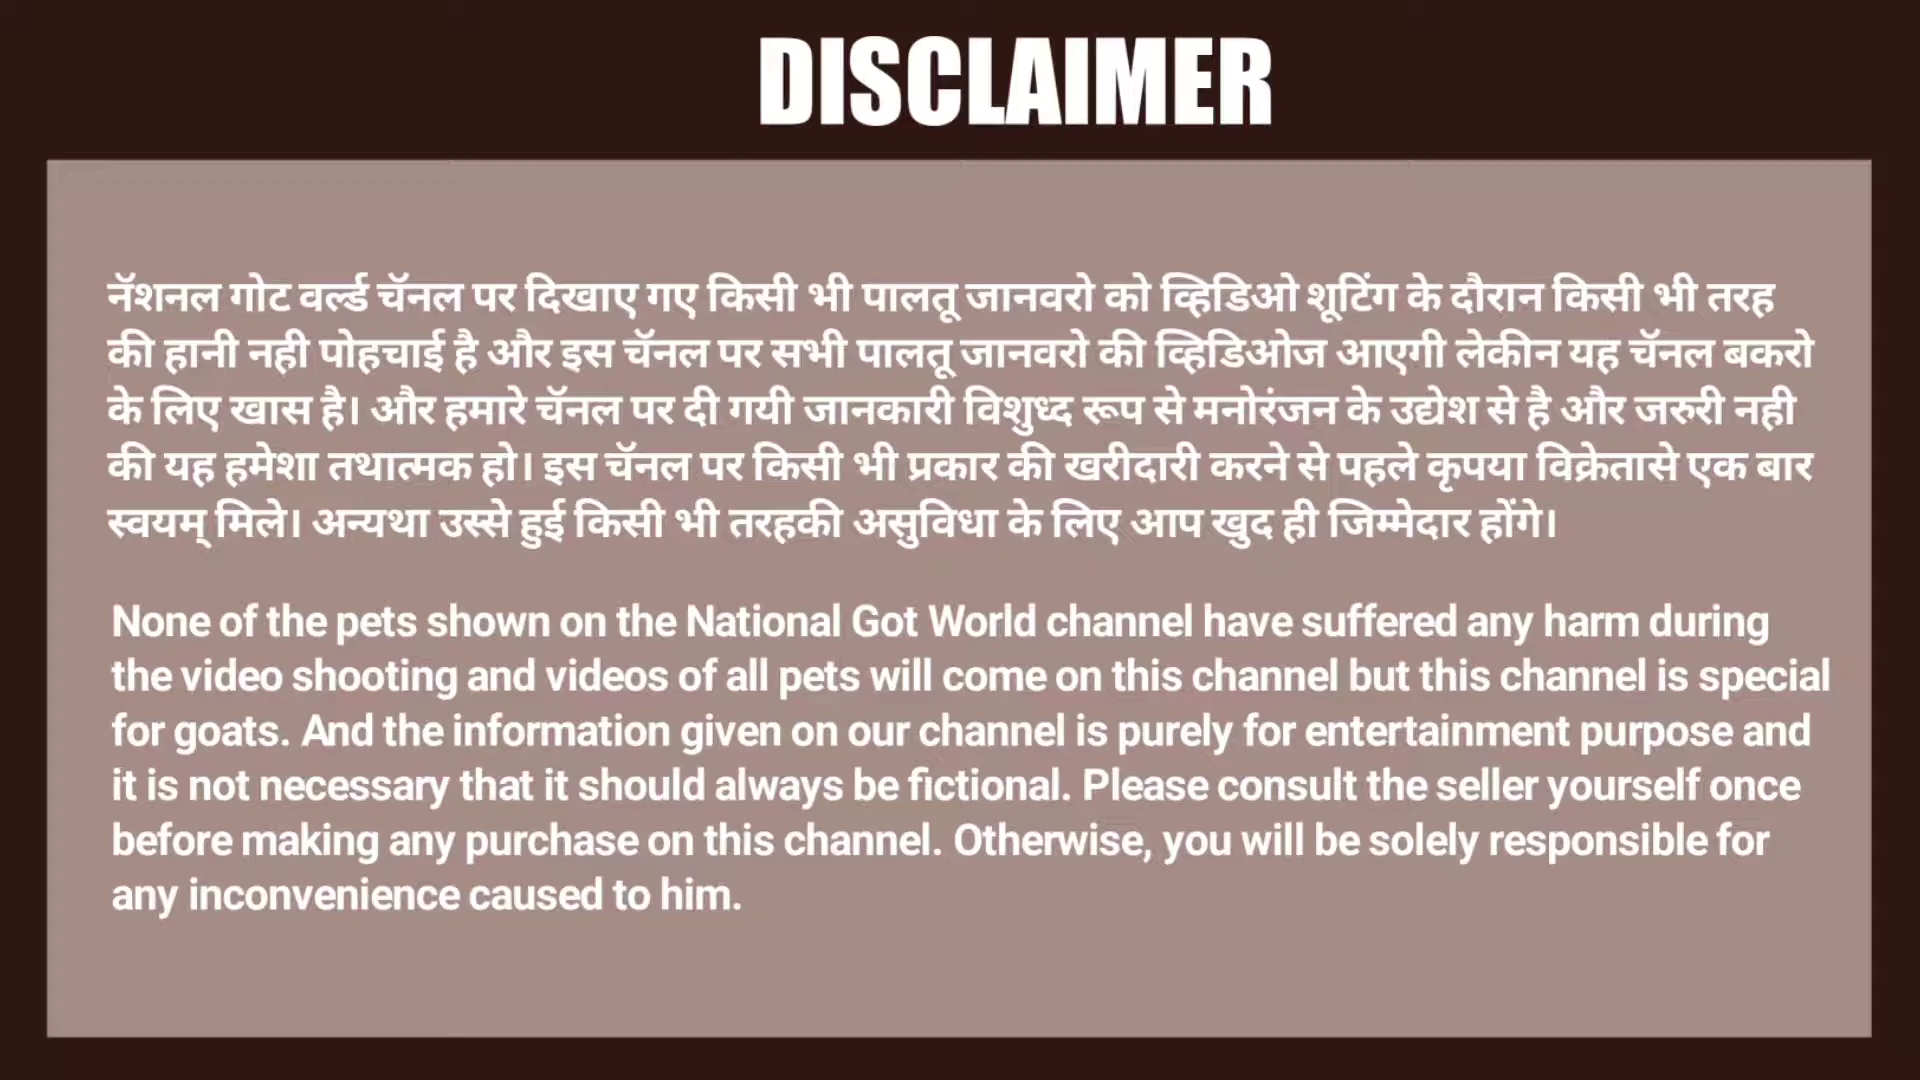 DISCLAIMER
नॅशनल गोट वर्ल्ड चॅनल पर दिखाए गए किसी भी पालतू जानवरो को व्हिडिओ शूटिंग के दौरान किसी भी तरह
की हानी नही पोहचाई है और इस चॅनल पर सभी पालतू जानवरो की व्हिडिओज आएगी लेकीन यह चॅनल बकरो
के लिए खास है। और हमारे चॅनल पर दी गयी जानकारी विशुध्द रूप से मनोरंजन के उद्येश से है और जरुरी नही
की यह हमेशा तथात्मक हो। इस चॅनल पर किसी भी प्रकार की खरीदारी करने से पहले कृपया विक्रेतासे एक बार
स्वयम् मिले। अन्यथा उस्से हुई किसी भी तरहकी असुविधा के लिए आप खुद ही जिम्मेदार होंगे।
None of the pets shown on the National Got World channel have suffered any harm during
the video shooting and videos of all pets will come on this channel but this channel is special
for goats. And the information given on our channel is purely for entertainment purpose and
it is not necessary that it should always be fictional. Please consult the seller yourself once
before making any purchase on this channel. Otherwise, you will be solely responsible for
any inconvenience caused to him.